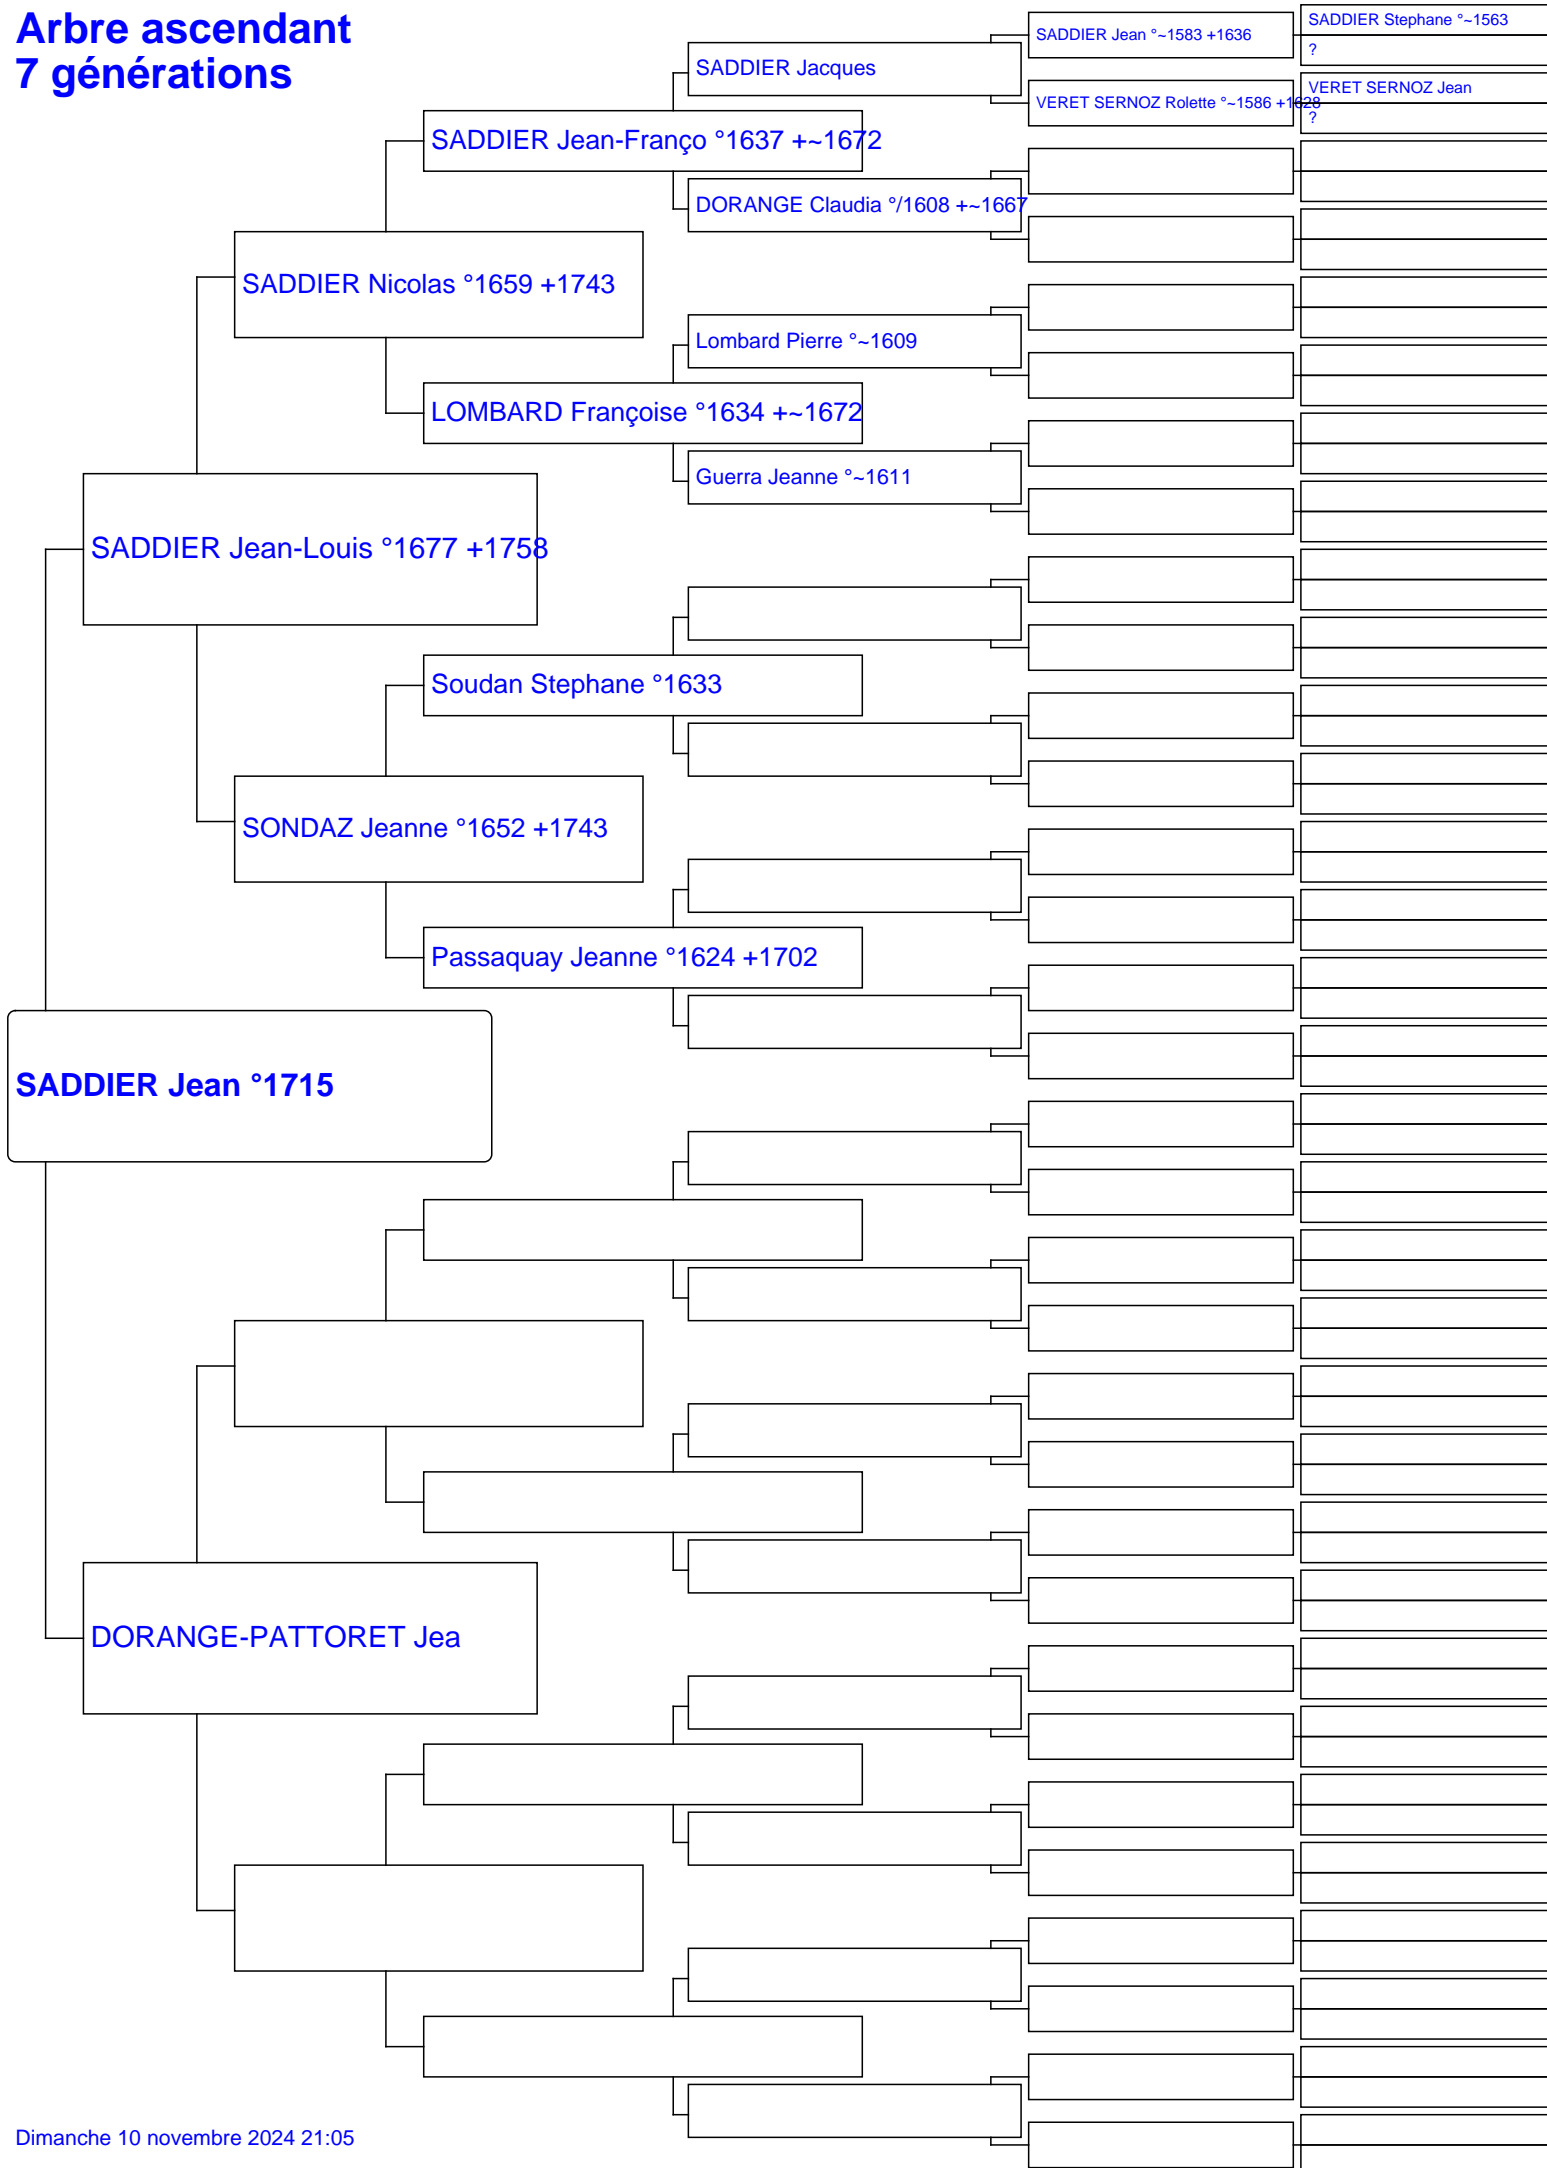 Arbre ascendant
7 générations
SADDIER Stephane °~1563
SADDIER Jean °~1583 +1636
?
SADDIER Jacques
VERET SERNOZ Jean
VERET SERNOZ Rolette °~1586 +1628
?
SADDIER Jean-Franço °1637 +~1672
DORANGE Claudia °/1608 +~1667
SADDIER Nicolas °1659 +1743
Lombard Pierre °~1609
LOMBARD Françoise °1634 +~1672
Guerra Jeanne °~1611
SADDIER Jean-Louis °1677 +1758
Soudan Stephane °1633
SONDAZ Jeanne °1652 +1743
Passaquay Jeanne °1624 +1702
SADDIER Jean °1715
DORANGE-PATTORET Jea
Dimanche 10 novembre 2024 21:05